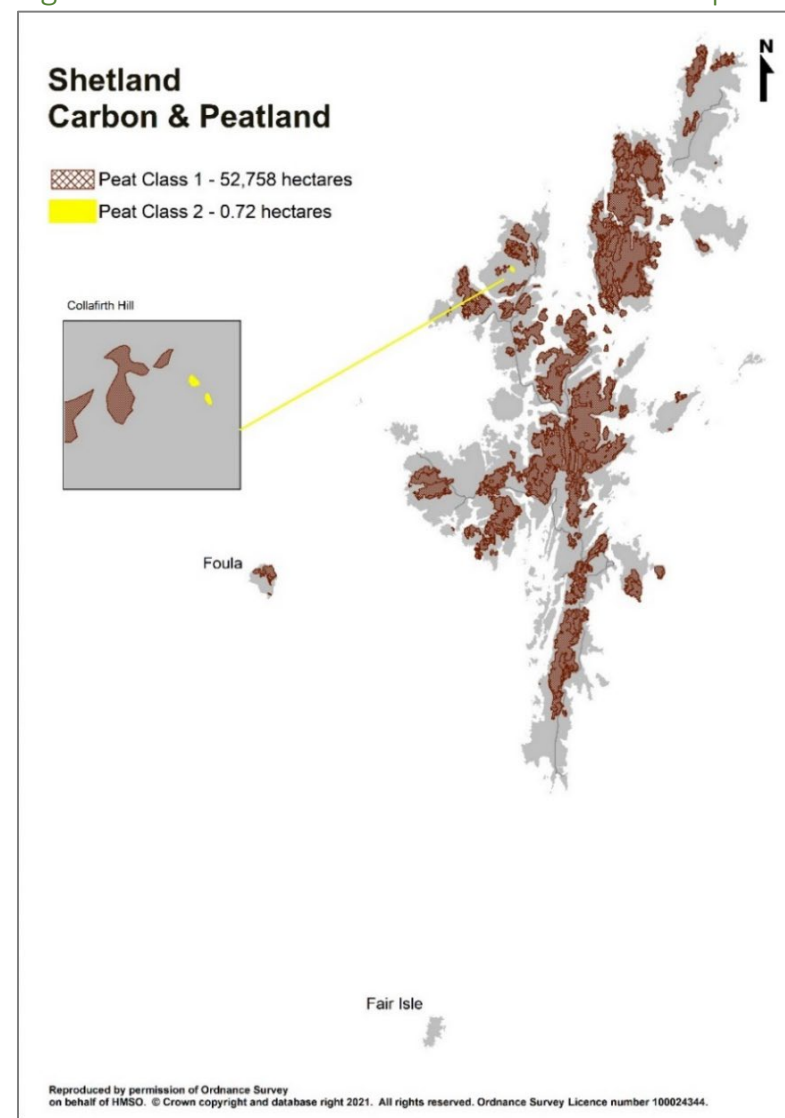 Shetland
Carbon & Peatland
N
Peat Class 1 - 52,758 hectares
Peat Class 2 - 0.72 hectares
Collafirth Hill
Foula
Fair Isle
Reproduced by permission of Ordnance Survey
on behalf of HMSO. © Crown copyright and database right 2021. All rights reserved. Ordnance Survey Licence number 100024344.